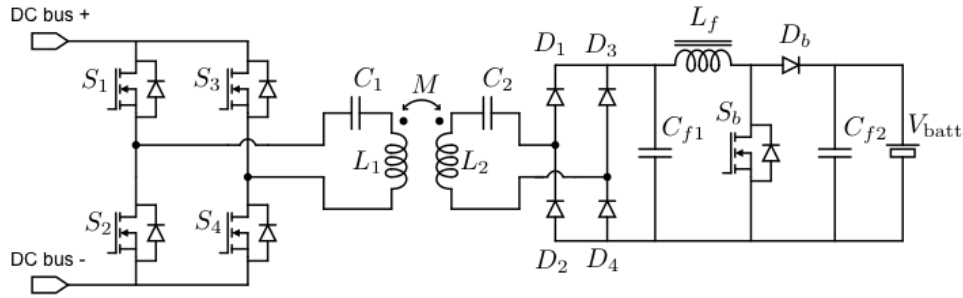 DC bus +
S1
S3
C1
M
C2
L1
L2
D1
D3
Lf
Db
Sb
Cf1
Cf2
Vbatt
S2
S4
D2
D4
DC bus -